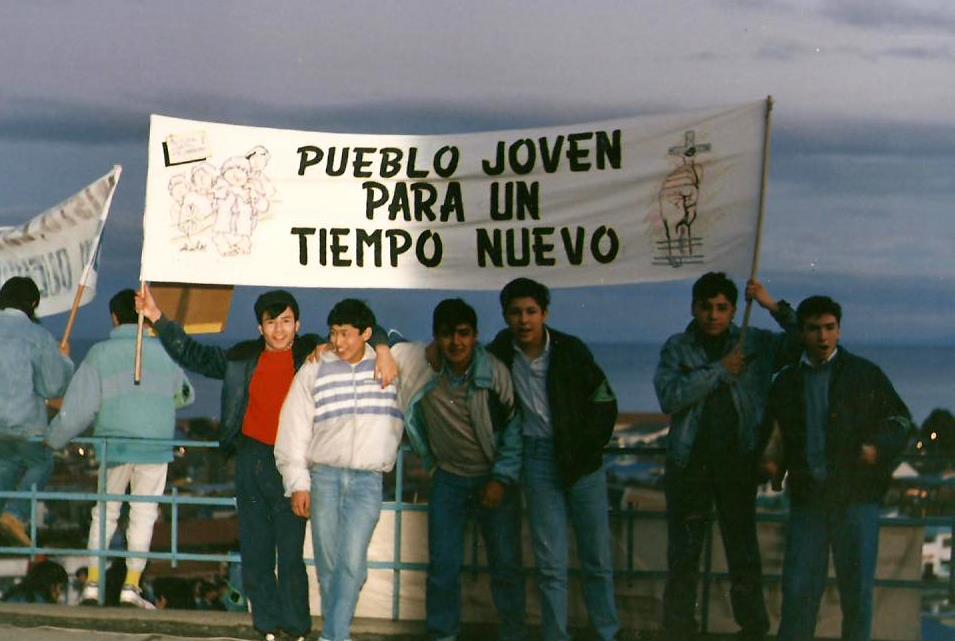 PUEBLO JOVEN
PARA UN
TIEMPO NUEVO